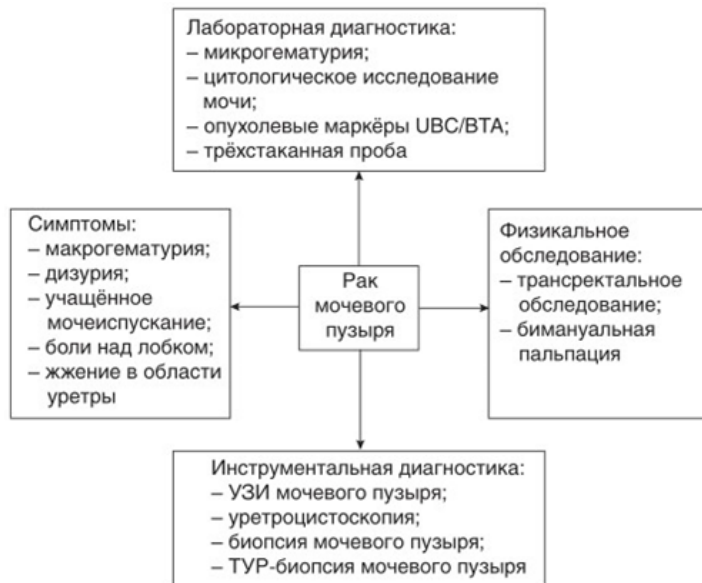 Лабораторная диагностика:
– микрогематурия;
– цитологическое исследование
мочи;
– опухолевые маркёры UBC/BTA;
– трёхстаканная проба
Симптомы:
– макрогематурия;
– дизурия;
– учащённое
мочеиспускание;
– боли над лобком;
– жжение в области
уретры
Рак
мочевого
пузыря
Физикальное
обследование:
– трансректальное
обследование;
– бимануальная
пальпация
Инструментальная диагностика:
– УЗИ мочевого пузыря;
– уретроцистоскопия;
– биопсия мочевого пузыря;
– ТУР-биопсия мочевого пузыря